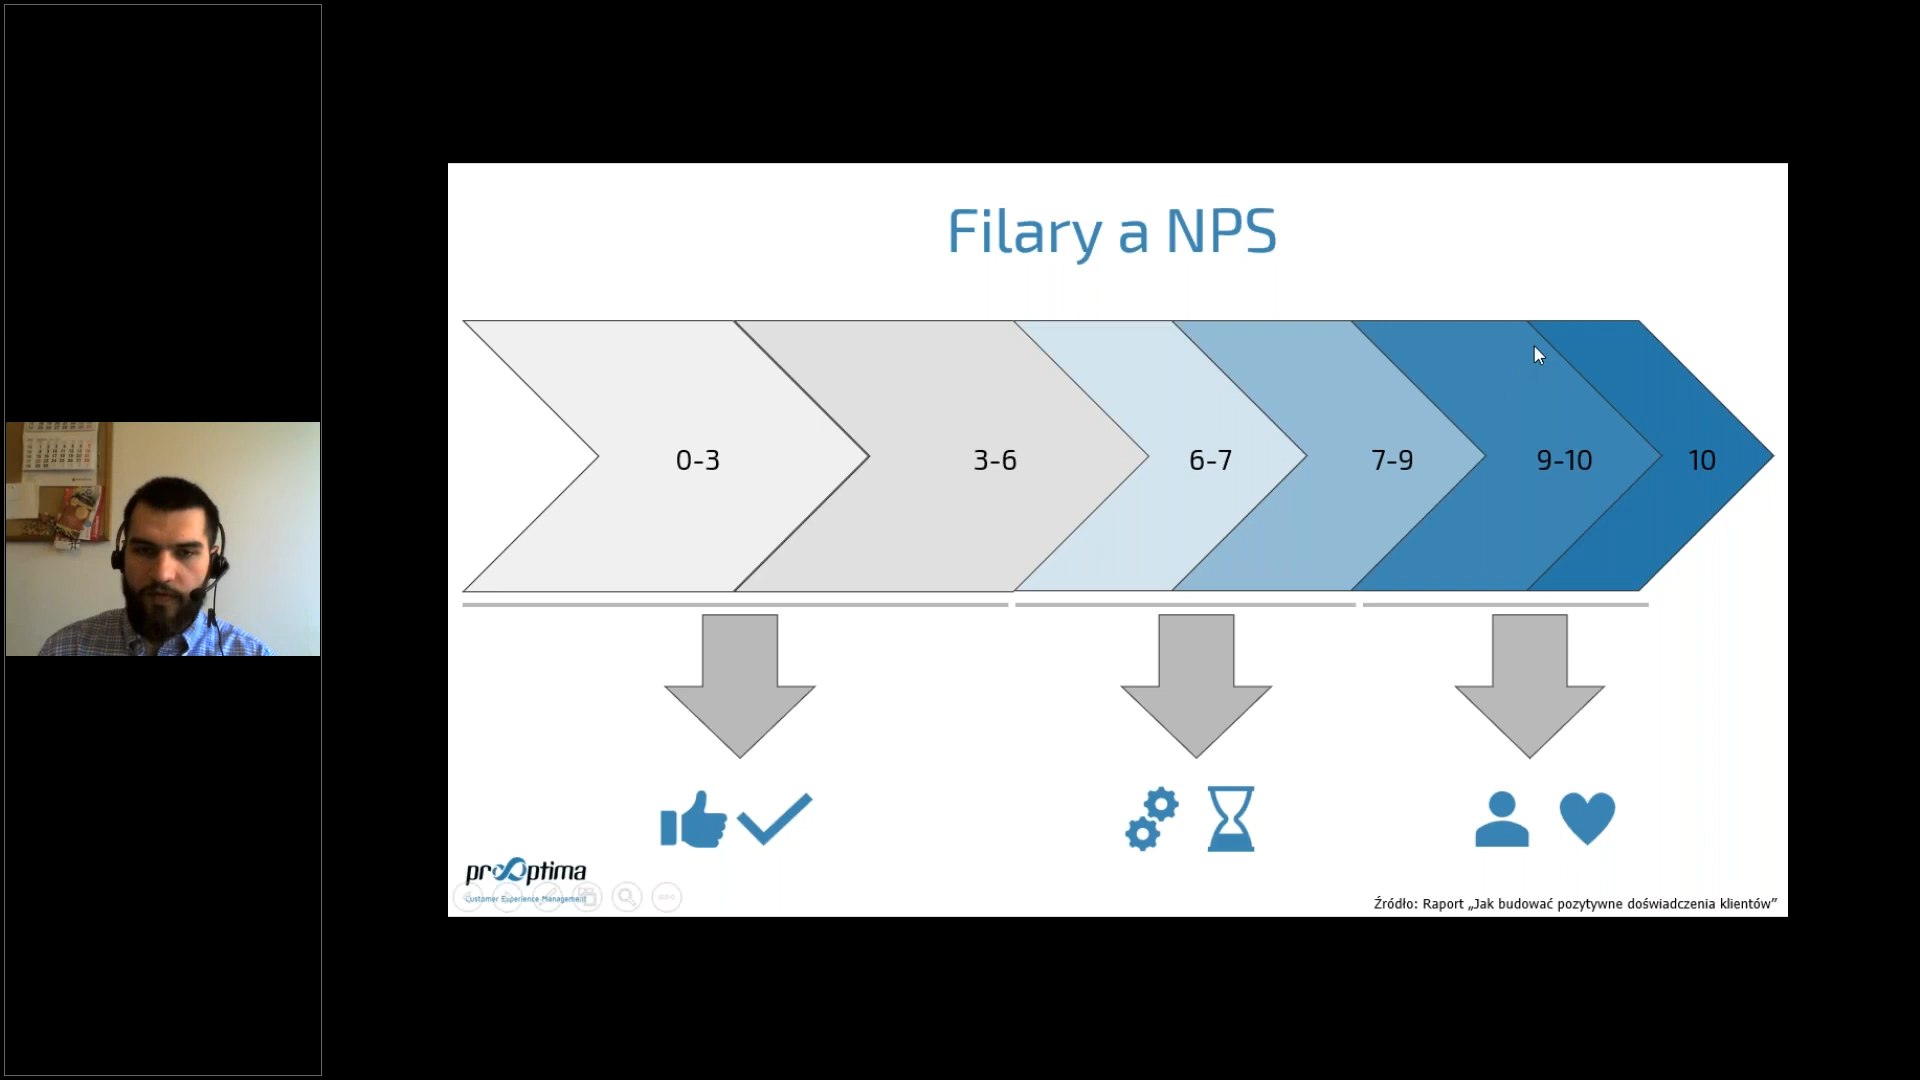 Filary a NPS
0-3
3-6
6-7
7-9
9-10
10
prooptima
Customer Experience Management
Źródło: Raport „Jak budować pozytywne doświadczenia klientów”